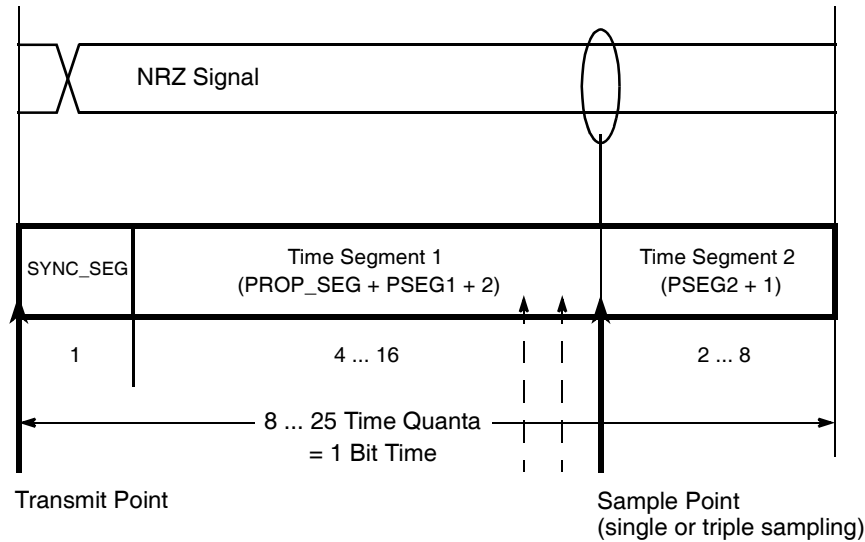 NRZ Signal
SYNC_SEG
Time Segment 1
(PROP_SEG + PSEG1 + 2)
Time Segment 2
(PSEG2 + 1)
1
4 ... 16
2 ... 8
8 ... 25 Time Quanta
= 1 Bit Time
Transmit Point
Sample Point
(single or triple sampling)